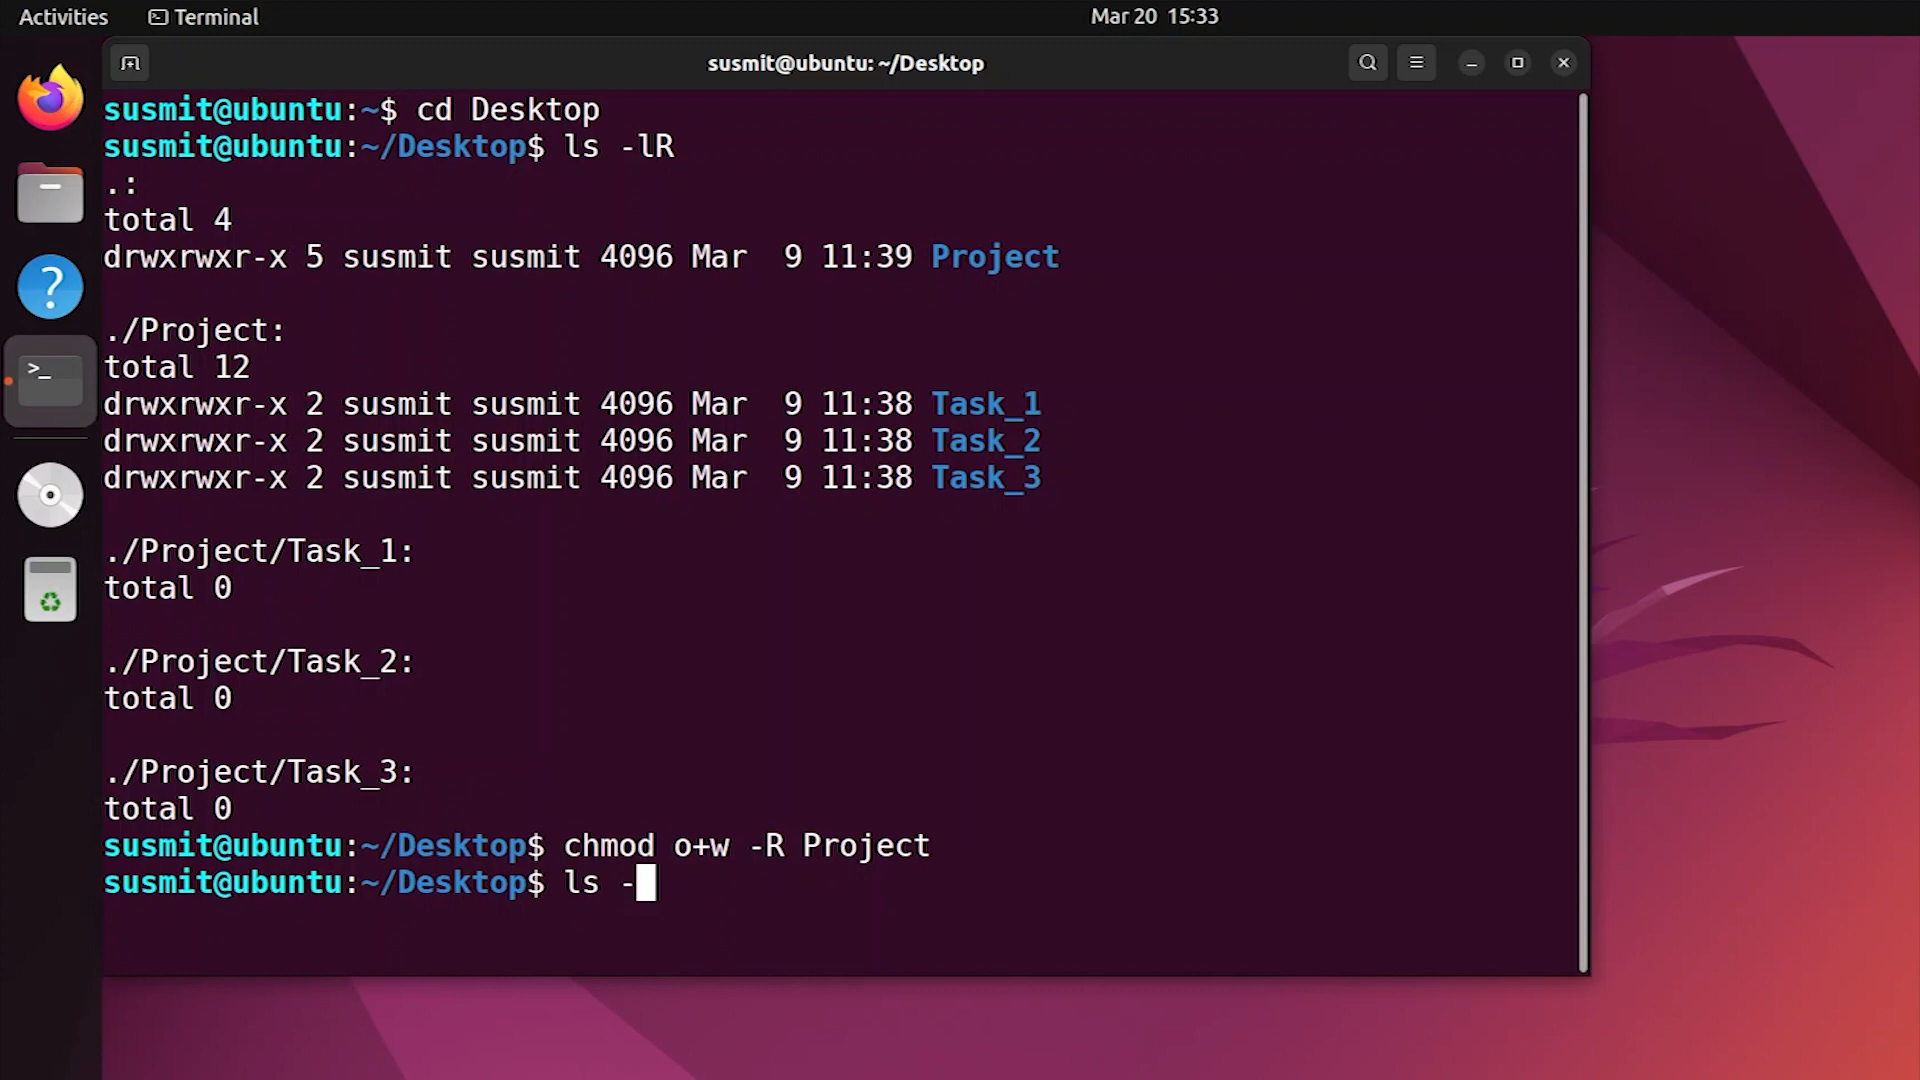 Activities
Terminal
Mar 20 15:33
susmit@ubuntu: ~/Desktop
susmit@ubuntu:~$ cd Desktop
susmit@ubuntu:~/Desktop$ ls -lR
.:
total 4
drwxrwxr-x 5 susmit susmit 4096 Mar  9 11:39 Project
./Project:
total 12
drwxrwxr-x 2 susmit susmit 4096 Mar  9 11:38 Task_1
drwxrwxr-x 2 susmit susmit 4096 Mar  9 11:38 Task_2
drwxrwxr-x 2 susmit susmit 4096 Mar  9 11:38 Task_3
./Project/Task_1:
total 0
./Project/Task_2:
total 0
./Project/Task_3:
total 0
susmit@ubuntu:~/Desktop$ chmod o+w -R Project
susmit@ubuntu:~/Desktop$ ls -